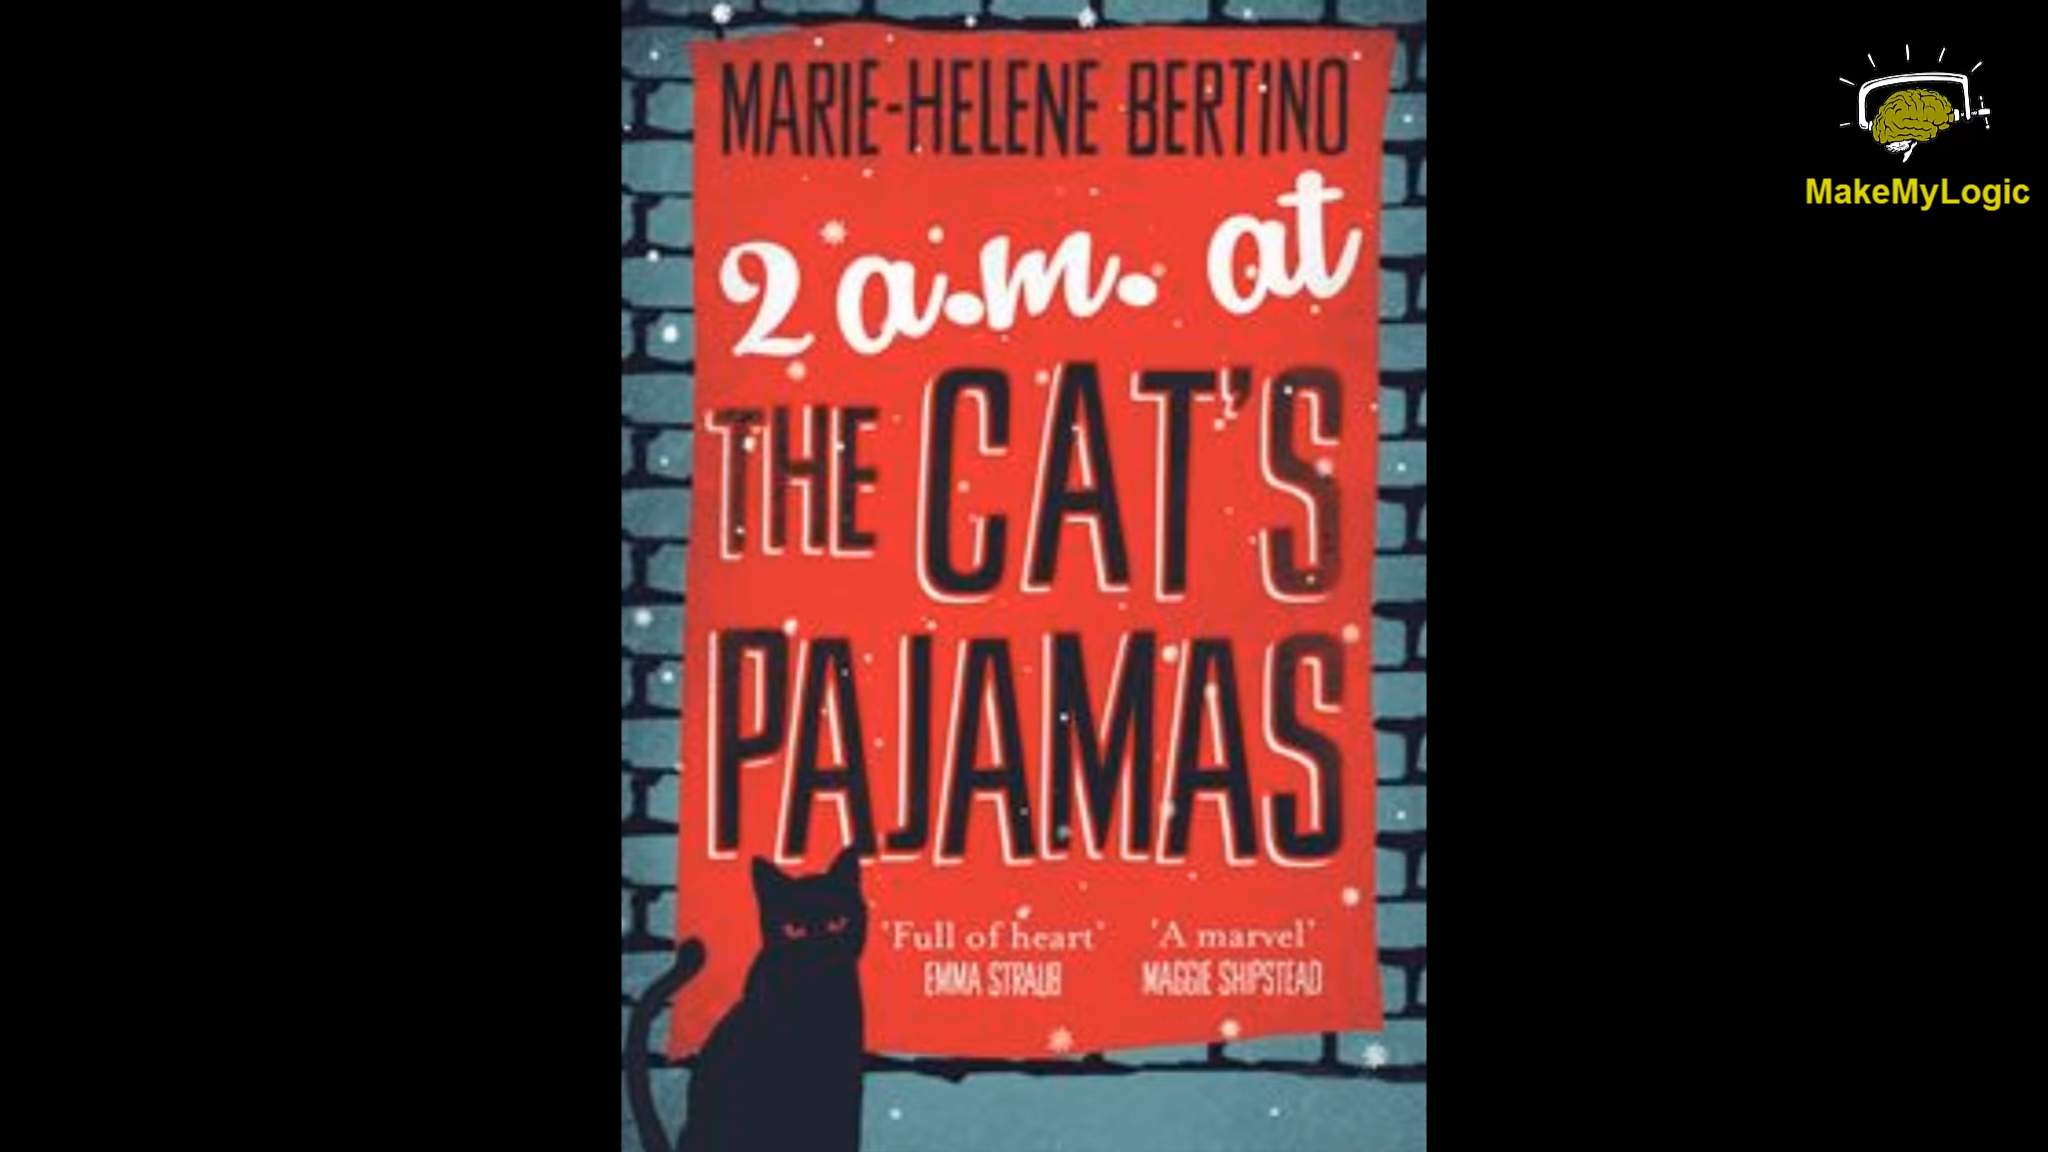 MARIE-HELENE BERTINO
2 a.m. at
THE CAT'S
PAJAMAS
'Full of heart'
EMMA STRAUB
'A marvel'
MAGGIE SHIPSTEAD
MakeMyLogic